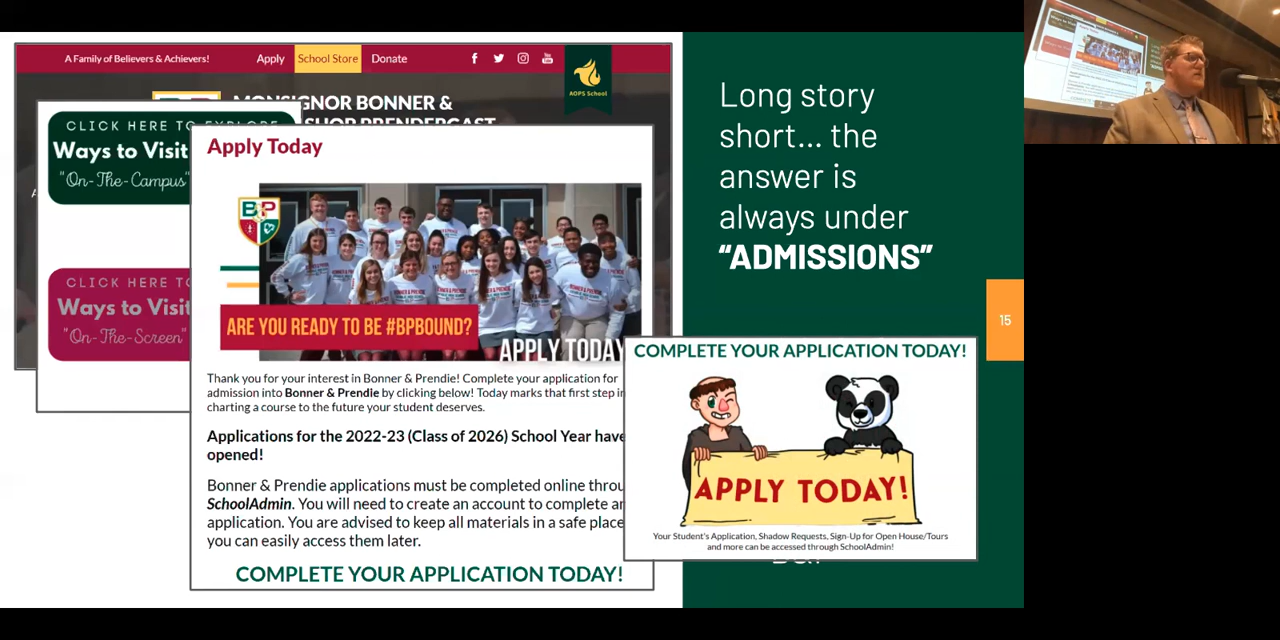 A Family of Believers & Achievers!
Apply
School Store
Donate
AOPS School
MONSIGNOR BONNER &
SHOP PRENDERGAST
CLICK HERE TO EXPLORE
Ways to Visit
"On-The-Campus"
CLICK HERE TO
Ways to Visit
"On-The-Screen"
Apply Today
B&P
ARE YOU READY TO BE #BPBOUND?
APPLY TODAY
Thank you for your interest in Bonner & Prendie! Complete your application for
admission into Bonner & Prendie by clicking below! Today marks that first step in
charting a course to the future your student deserves.
Applications for the 2022-23 (Class of 2026) School Year have
opened!
Bonner & Prendie applications must be completed online throu
SchoolAdmin. You will need to create an account to complete an
application. You are advised to keep all materials in a safe place
you can easily access them later.
COMPLETE YOUR APPLICATION TODAY!
Long story
short... the
answer is
always under
"ADMISSIONS"
15
COMPLETE YOUR APPLICATION TODAY!
APPLY TODAY!
Your Student's Application, Shadow Requests, Sign-Up for Open House/Tours
and more can be accessed through SchoolAdmin!